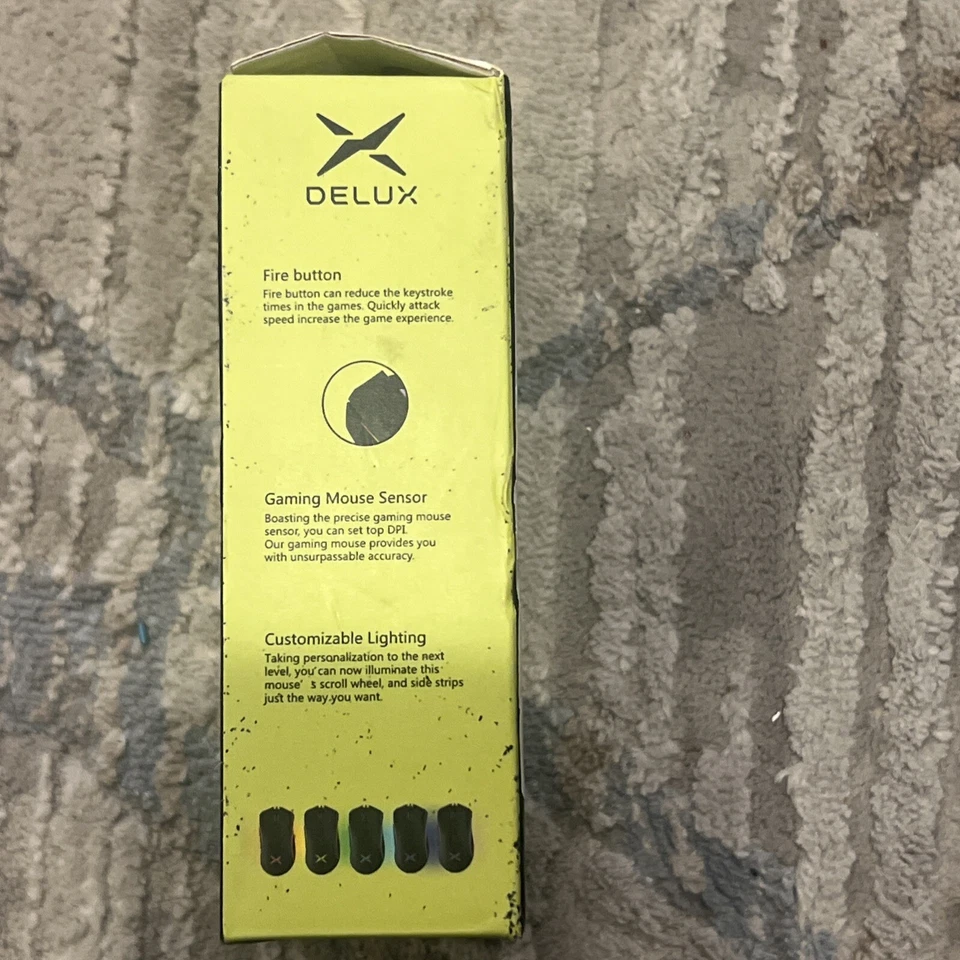 DELUX
Fire button
Fire button can reduce the keystroke
times in the games. Quickly attack
speed increase the game experience.
Gaming Mouse Sensor
Boasting the precise gaming mouse
sensor, you can set top DPI.
Our gaming mouse provides you
with unsurpassable accuracy.
Customizable Lighting
Taking personalization to the next
level, you'can now illuminate this
mouse' s scroll wheel, and side strips
just the way.you want.